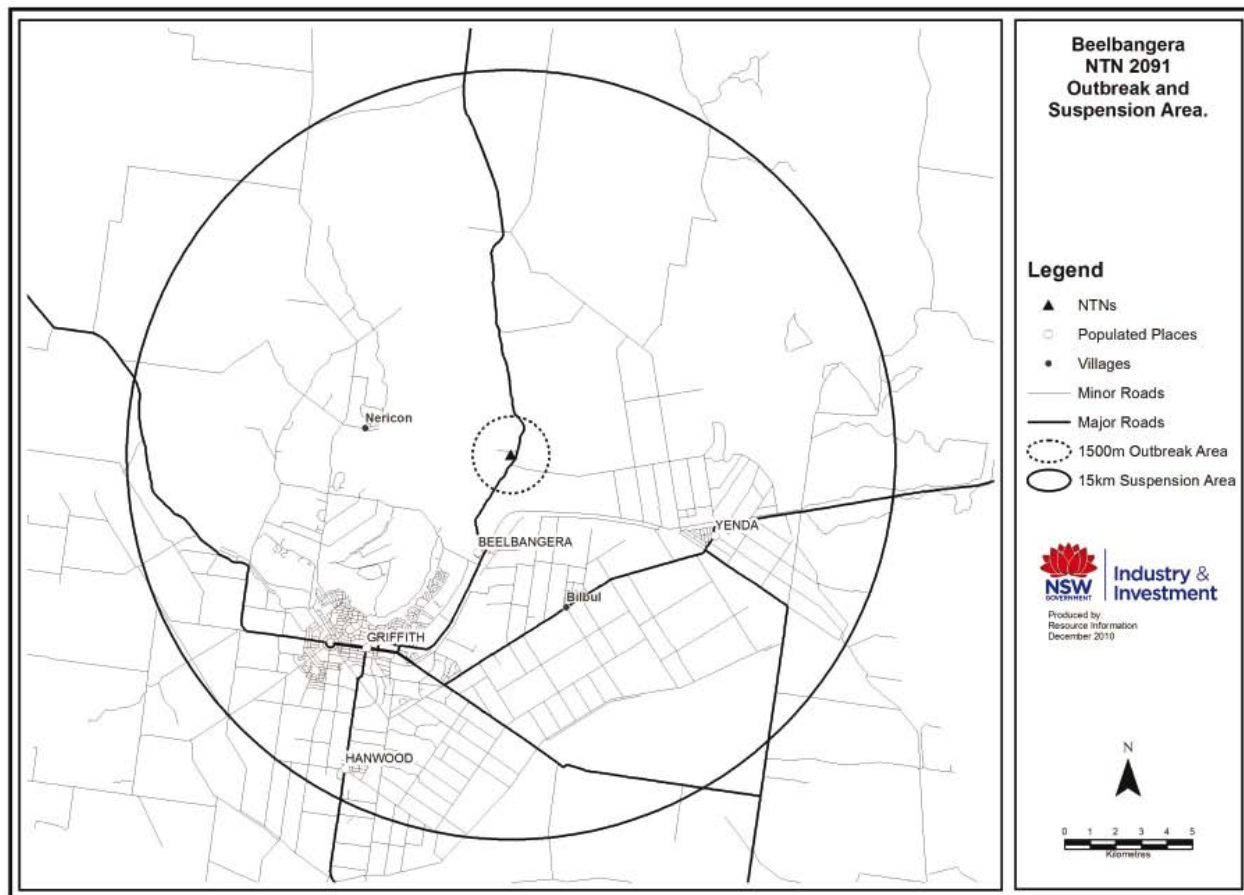 Beelbangera
NTN 2091
Outbreak and
Suspension Area.
Nericon
BEELBANGERA
YENDA
Bilbul
GRIFFITH
HANWOOD
Legend
NTNs
Populated Places
Villages
Minor Roads
Major Roads
1500m Outbreak Area
15km Suspension Area
NSW
GOVERNMENT
Industry &
Investment
Produced by
Resource Information
December 2010
N
0 1 2 3 4 5
Kilometres